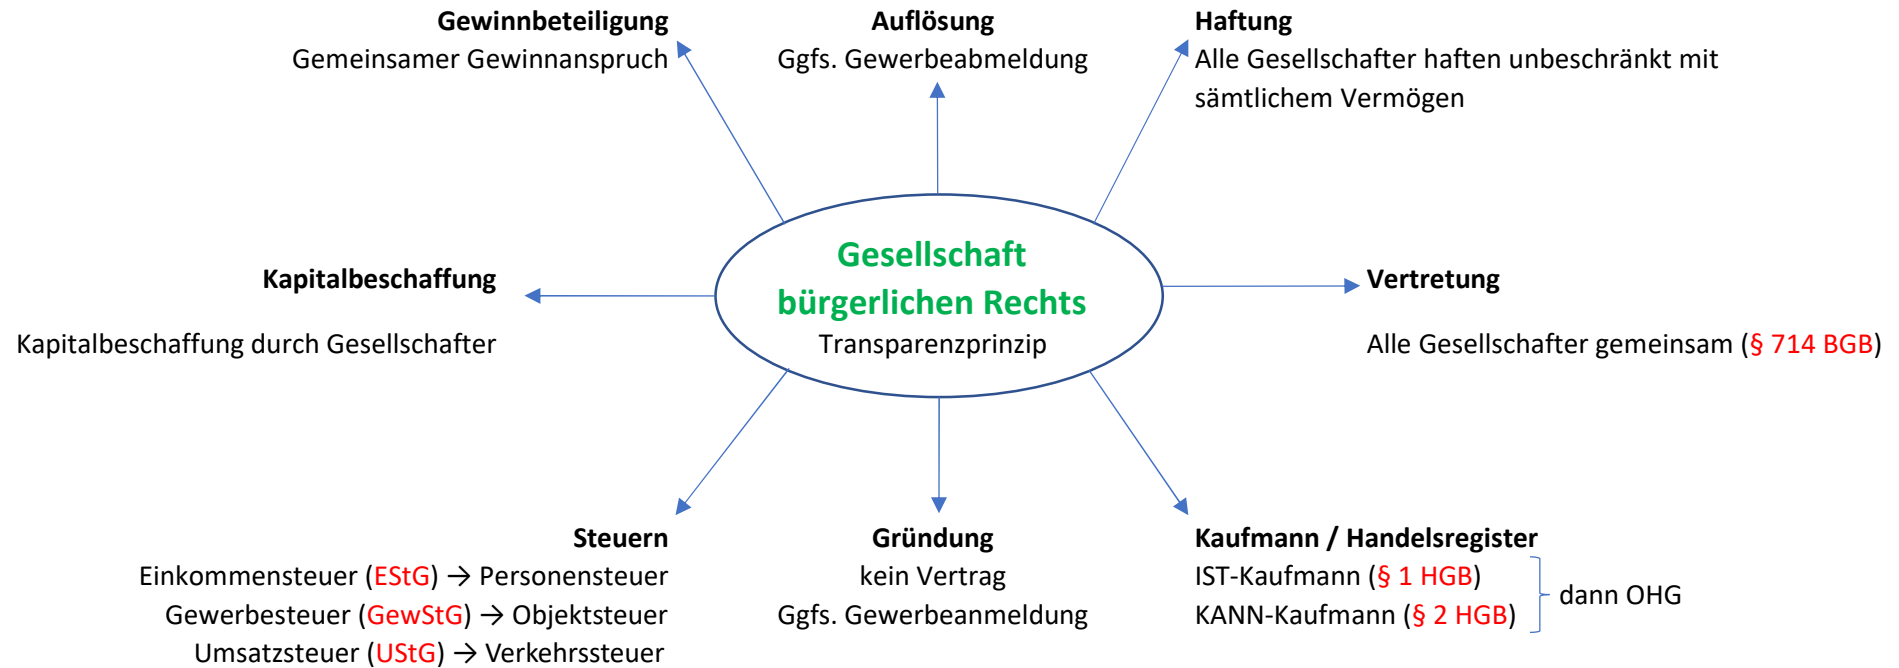 Gewinnbeteiligung
Gemeinsamer Gewinnanspruch
Auflösung
Ggfs. Gewerbeabmeldung
Haftung
Alle Gesellschafter haften unbeschränkt mit
sämtlichem Vermögen
Kapitalbeschaffung
Kapitalbeschaffung durch Gesellschafter
Gesellschaft
bürgerlichen Rechts
Transparenzprinzip
Vertretung
Alle Gesellschafter gemeinsam (§ 714 BGB)
Steuern
Einkommensteuer (EStG) → Personensteuer
Gewerbesteuer (GewStG) → Objektsteuer
Umsatzsteuer (UStG) → Verkehrssteuer
Gründung
kein Vertrag
Ggfs. Gewerbeanmeldung
Kaufmann / Handelsregister
IST-Kaufmann (§ 1 HGB)
KANN-Kaufmann (§ 2 HGB)
dann OHG